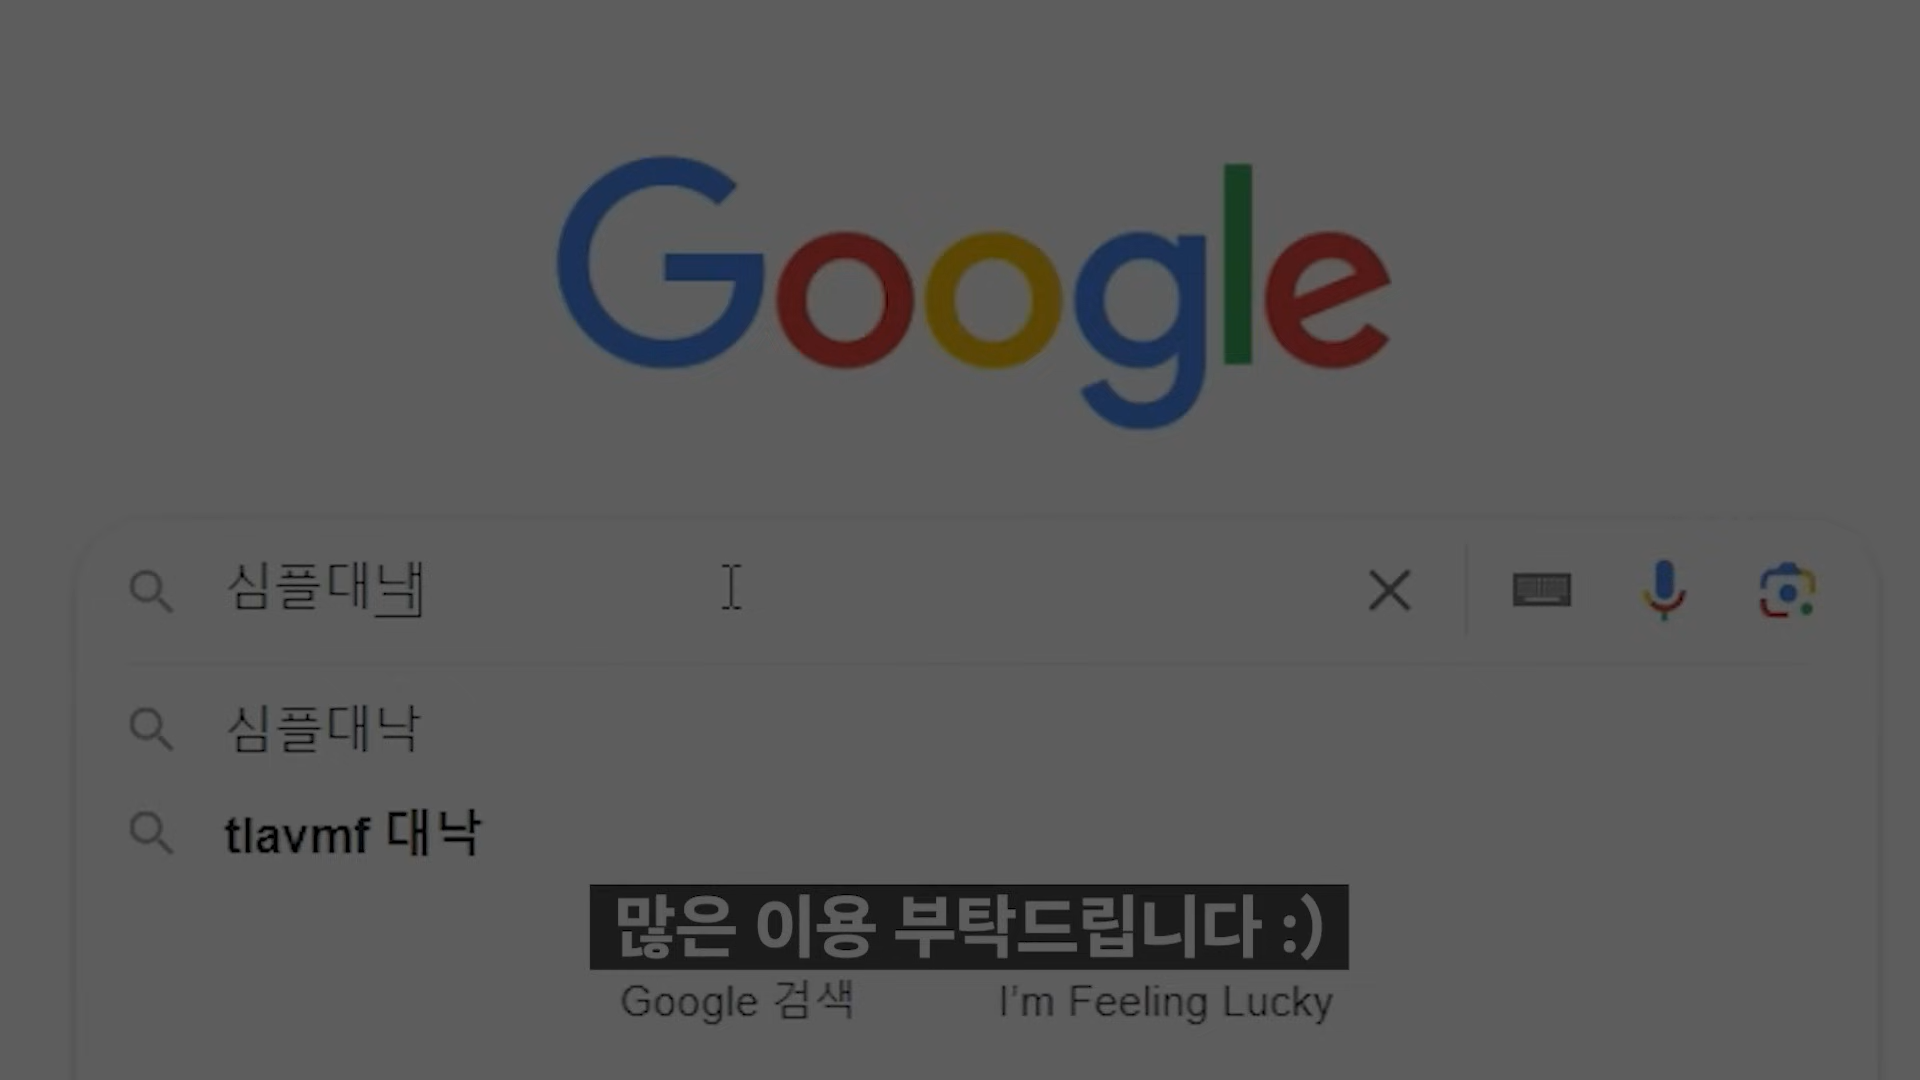 Google
심플대낵
심플대낙
tlavmf 대낙
많은 이용 부탁드립니다 :)
Google 검색
I'm Feeling Lucky